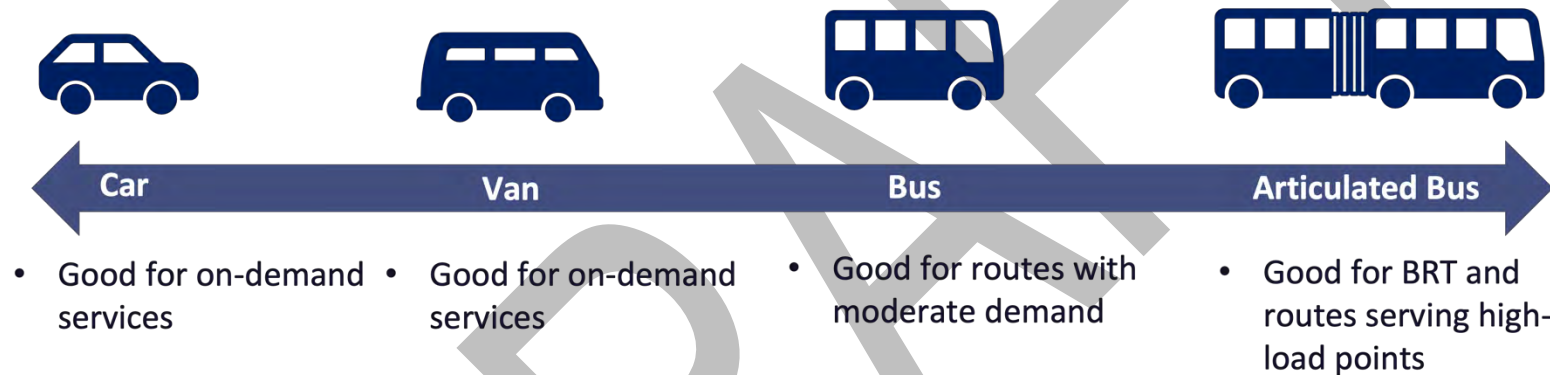 Car
Van
Bus
Articulated Bus
• Good for on-demand
services
• Good for on-demand
services
• Good for routes with
moderate demand
• Good for BRT and
routes serving high-
load points